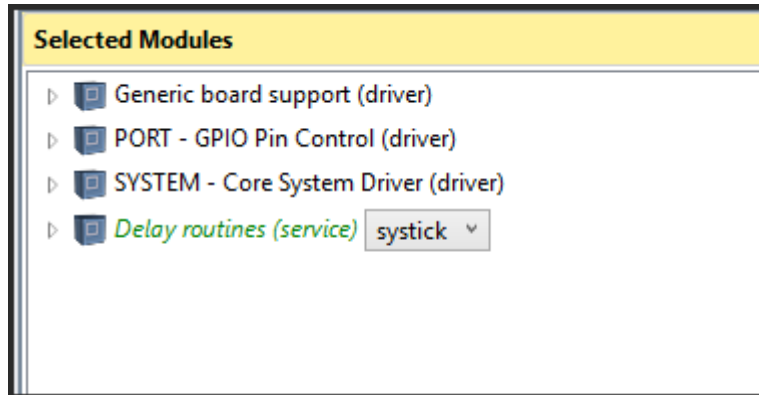 Selected Modules
Generic board support (driver)
PORT - GPIO Pin Control (driver)
SYSTEM - Core System Driver (driver)
Delay routines (service) systick